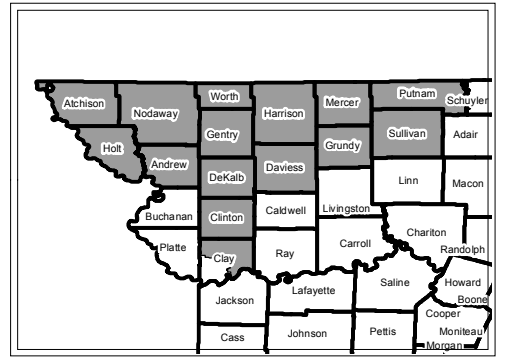 Atchison
Nodaway
Worth
Harrison
Mercer
Putnam
Schuyler
Gentry
Sullivan
Adair
Holt
Andrew
Grundy
DeKalb
Daviess
Linn
Macon
Buchanan
Clinton
Caldwell
Livingston
Platte
Clay
Ray
Carroll
Chariton
Randolph
Jackson
Lafayette
Saline
Howard
Boone
Cass
Johnson
Pettis
Cooper
Moniteau
Morgan